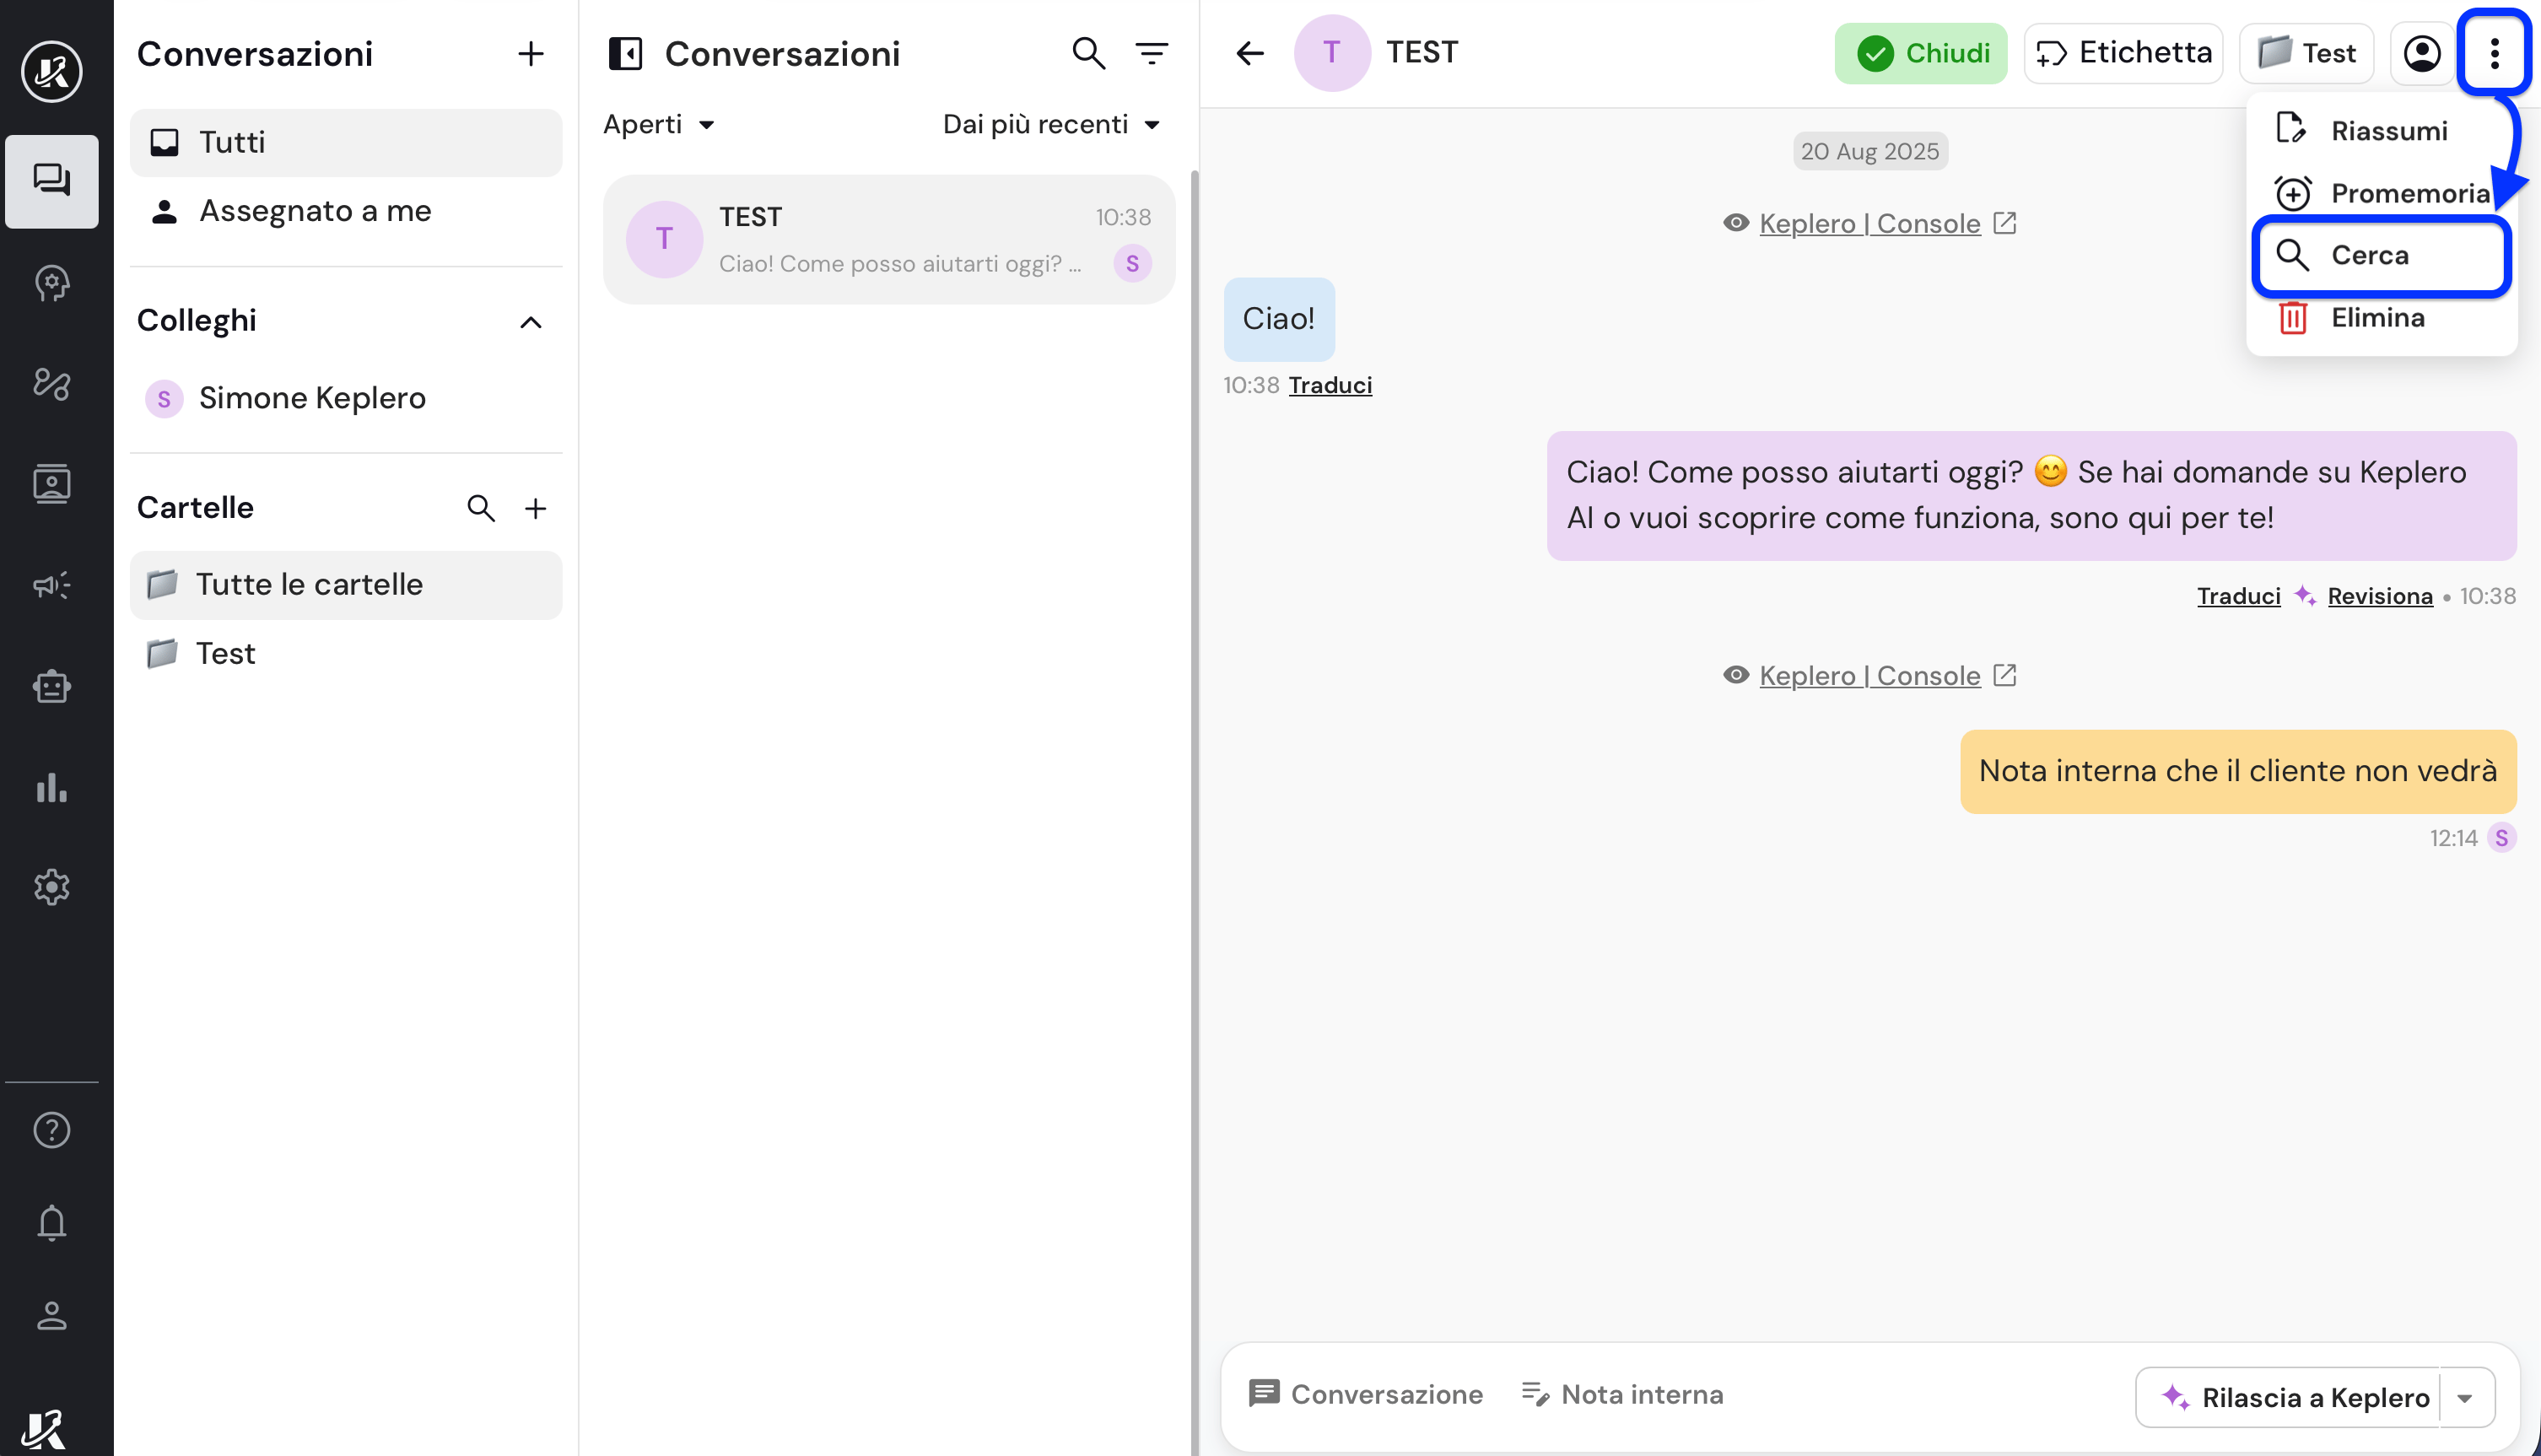 Conversazioni
Tutti
Assegnato a me
Colleghi
S Simone Keplero
Cartelle
Tutte le cartelle
Test
Conversazioni
Aperti
Dai più recenti
T
TEST
10:38
Ciao! Come posso aiutarti oggi? ...
S
T
TEST
Chiudi
Etichetta
Test
Riassumi
Promemoria
Cerca
Elimina
20 Aug 2025
Keplero | Console
Ciao!
10:38 Traduci
Ciao! Come posso aiutarti oggi? 😊 Se hai domande su Keplero
AI o vuoi scoprire come funziona, sono qui per te!
Traduci Revisiona • 10:38
Keplero | Console
Nota interna che il cliente non vedrà
12:14 S
Conversazione
Nota interna
Rilascia a Keplero